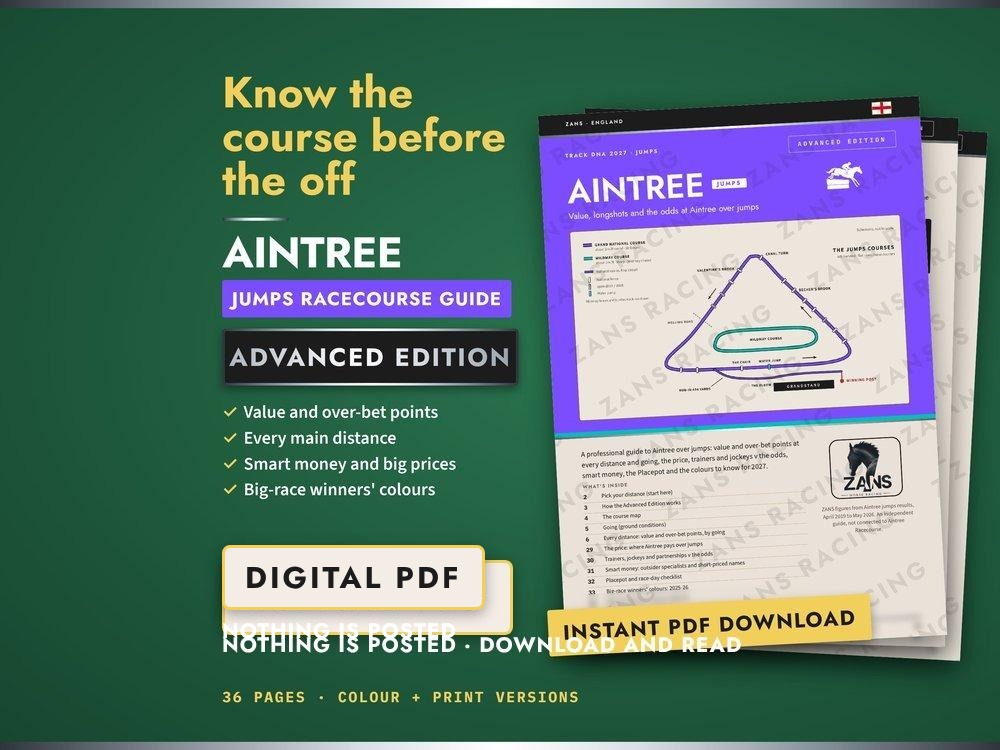 Know the
course before
the off
AINTREE
JUMPS RACECOURSE GUIDE
ADVANCED EDITION
Value and over-bet points
Every main distance
Smart money and big prices
Big-race winners' colours
DIGITAL PDF
NOTHING IS POSTED
NOTHING IS POSTED · DOWNLOAD AND READ
36 PAGES · COLOUR + PRINT VERSIONS
ZANS · ENGLAND
TRACK DNA 2027 · JUMPS
ADVANCED EDITION
AINTREE JUMPS
Value, longshots and the odds at Aintree over jumps
GRAND NATIONAL COURSE
MILDMAY COURSE
THE JUMPS COURSES
CANAL TURN
VALENTINE'S BROOK
BECHER'S BROOK
MELLING ROAD
MILDMAY COURSE
THE CHAIR
WATER JUMP
THE ELBOW
GRANDSTAND
WINNING POST
A professional guide to Aintree over jumps: value and over-bet points at
every distance and going, the price, trainers and jockeys v the odds,
smart money, the Placepot and the colours to know for 2027.
WHAT'S INSIDE
2 Pick your distance (start here)
3 How the Advanced Edition works
4 The course map
5 Going (ground conditions)
6 Every distance: value and over-bet points, by going
29 The price: where Aintree pays over jumps
30 Trainers, jockeys and partnerships v the odds
31 Smart money: outsider specialists and short-priced names
32 Placepot and race-day checklist
33 Big-race winners' colours: 2025-26
ZANS
HORSE RACING
ZANS figures from Aintree jumps results,
April 2019 to May 2026. An independent
guide, not connected to Aintree
Racecourse.
INSTANT PDF DOWNLOAD
ZANS RACING